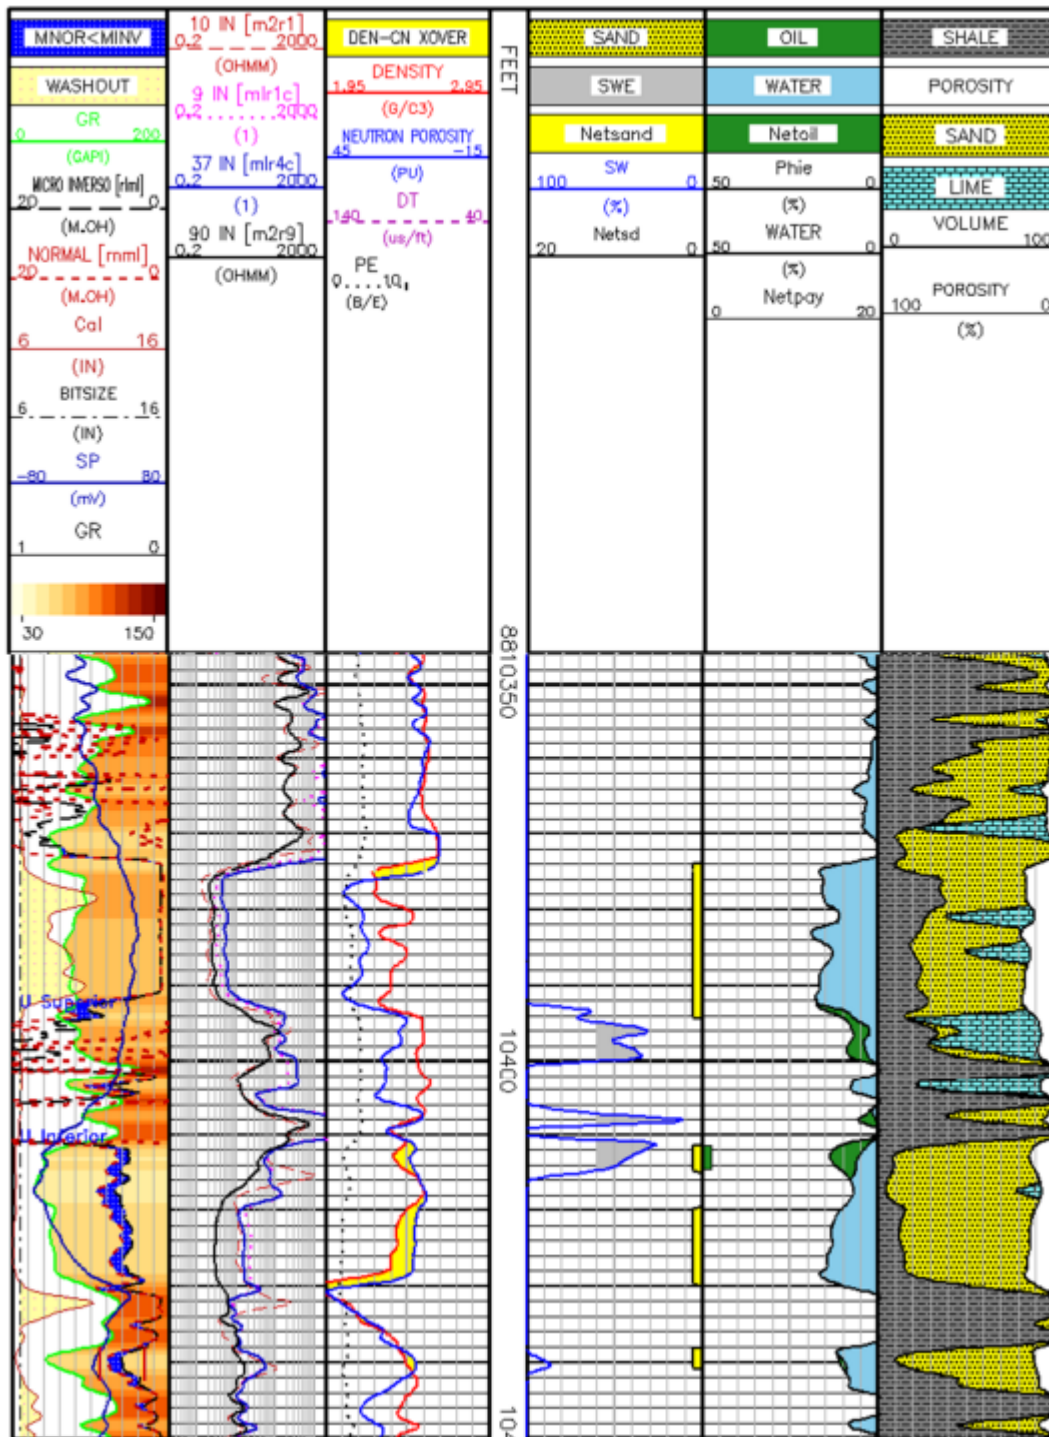 MNOR<MINV
WASHOUT
GR
0 200
(GAPI)
MICRO INVERSO [rlml]
20 0
(M.OH)
NORMAL [rnml]
20 0
(M.OH)
Cal
6 16
(IN)
BITSIZE
6 16
(IN)
SP
-80 80
(mV)
GR
1 0
30 150
10 IN [m2r1]
0.2 2000
(OHMM)
9 IN [mlr1c]
0.2 2000
(1)
37 IN [mlr4c]
0.2 2000
(1)
90 IN [m2r9]
0.2 2000
(OHMM)
DEN-CN XOVER
DENSITY
1.95 2.95
(G/C3)
NEUTRON POROSITY
45 -15
(PU)
DT
140 40
(us/ft)
PE
0 10
(B/E)
FEET
SAND
SWE
Netsand
SW
100 0
(%)
Netsd
20 0
OIL
WATER
Netoil
Phie
50 0
(%)
WATER
50 0
(%)
Netpay
0 20
SHALE
POROSITY
SAND
LIME
VOLUME
0 100
POROSITY
100 0
(%)
8810350
U Superior
10400
U Inferior
104